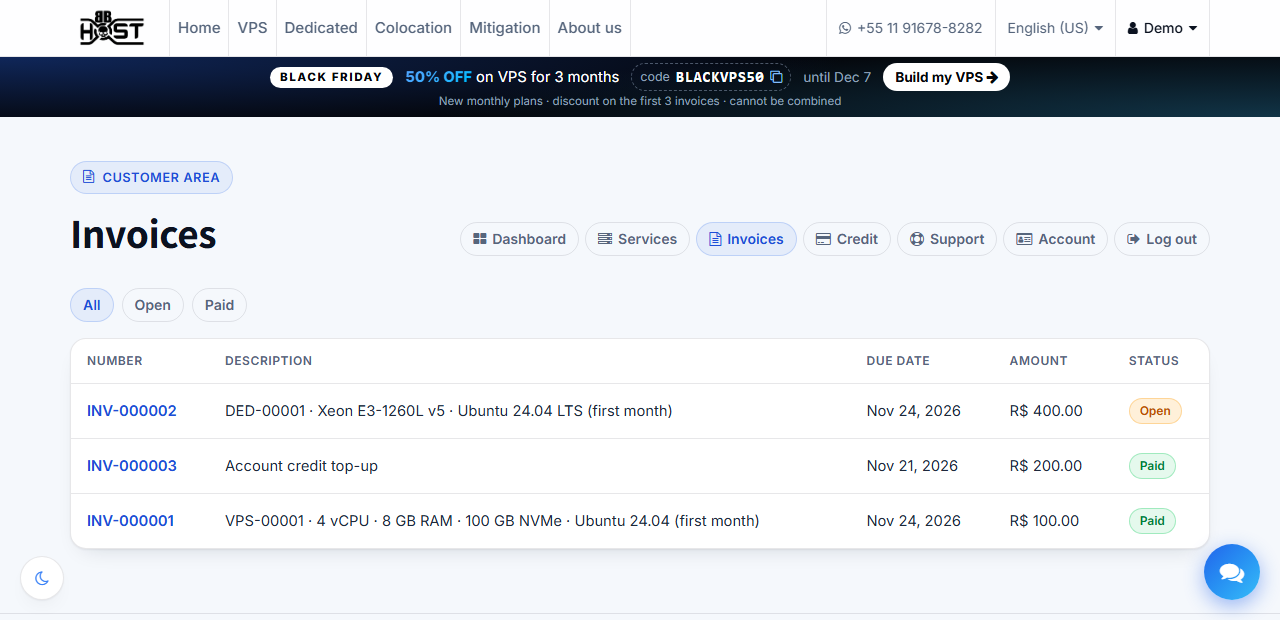 BB HOST Home VPS Dedicated Colocation Mitigation About us +55 11 91678-8282 English (US) Demo
BLACK FRIDAY 50% OFF on VPS for 3 months code BLACKVPS50 until Dec 7 Build my VPS
New monthly plans · discount on the first 3 invoices · cannot be combined
CUSTOMER AREA
Invoices
Dashboard Services Invoices Credit Support Account Log out
All Open Paid
NUMBER DESCRIPTION DUE DATE AMOUNT STATUS
INV-000002 DED-00001 · Xeon E3-1260L v5 · Ubuntu 24.04 LTS (first month) Nov 24, 2026 R$ 400.00 Open
INV-000003 Account credit top-up Nov 21, 2026 R$ 200.00 Paid
INV-000001 VPS-00001 · 4 vCPU · 8 GB RAM · 100 GB NVMe · Ubuntu 24.04 (first month) Nov 24, 2026 R$ 100.00 Paid